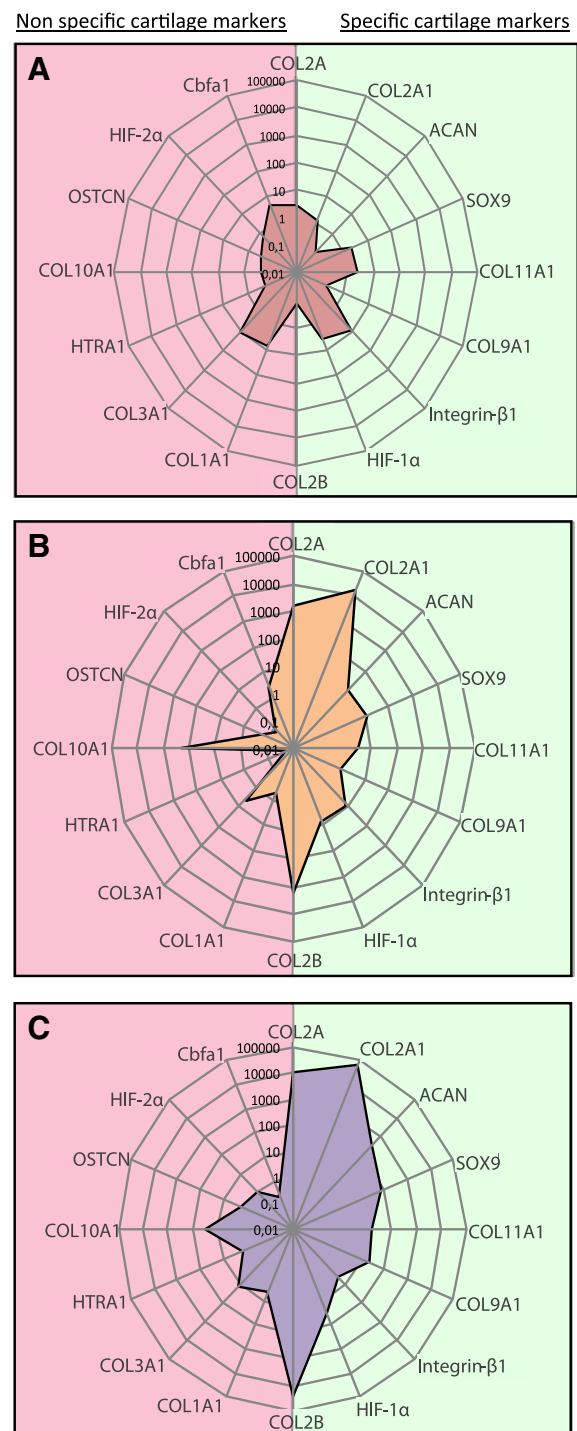 Non specific cartilage markers Specific cartilage markers
A
COL2A
Cbfa1 100000 COL2A1
HIF-2α 10000 ACAN
1000
100
OSTCN 10 SOX9
1
0,1
COL10A1 0,01 COL11A1
HTRA1 COL9A1
COL3A1 Integrin-β1
COL1A1 HIF-1α
COL2B
B
COL2A
Cbfa1 100000 COL2A1
10000
HIF-2α 1000 ACAN
100
OSTCN 10 SOX9
1
0,1
COL10A1 0,01 COL11A1
HTRA1 COL9A1
COL3A1 Integrin-β1
COL1A1 HIF-1α
COL2B
C
COL2A
Cbfa1 100000 COL2A1
10000
HIF-2α 1000 ACAN
100
OSTCN 10 SOX9
1
0,1
COL10A1 0,01 COL11A1
HTRA1 COL9A1
COL3A1 Integrin-β1
COL1A1 HIF-1α
COL2B